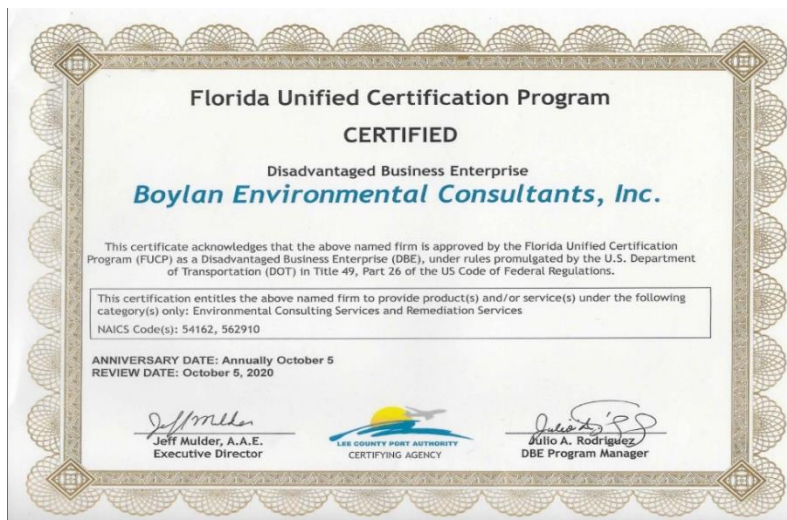 Florida Unified Certification Program
CERTIFIED
Disadvantaged Business Enterprise
Boylan Environmental Consultants, Inc.
This certificate acknowledges that the above named firm is approved by the Florida Unified Certification
Program (FUCP) as a Disadvantaged Business Enterprise (DBE), under rules promulgated by the U.S. Department
of Transportation (DOT) in Title 49, Part 26 of the US Code of Federal Regulations.
This certification entitles the above named firm to provide product(s) and/or service(s) under the following
category(s) only: Environmental Consulting Services and Remediation Services
NAICS Code(s): 54162, 562910
ANNIVERSARY DATE: Annually October 5
REVIEW DATE: October 5, 2020
Jeff Mulder
Jeff Mulder, A.A.E.
Executive Director
LEE COUNTY PORT AUTHORITY
CERTIFYING AGENCY
Julio A. Rodriguez
DBE Program Manager